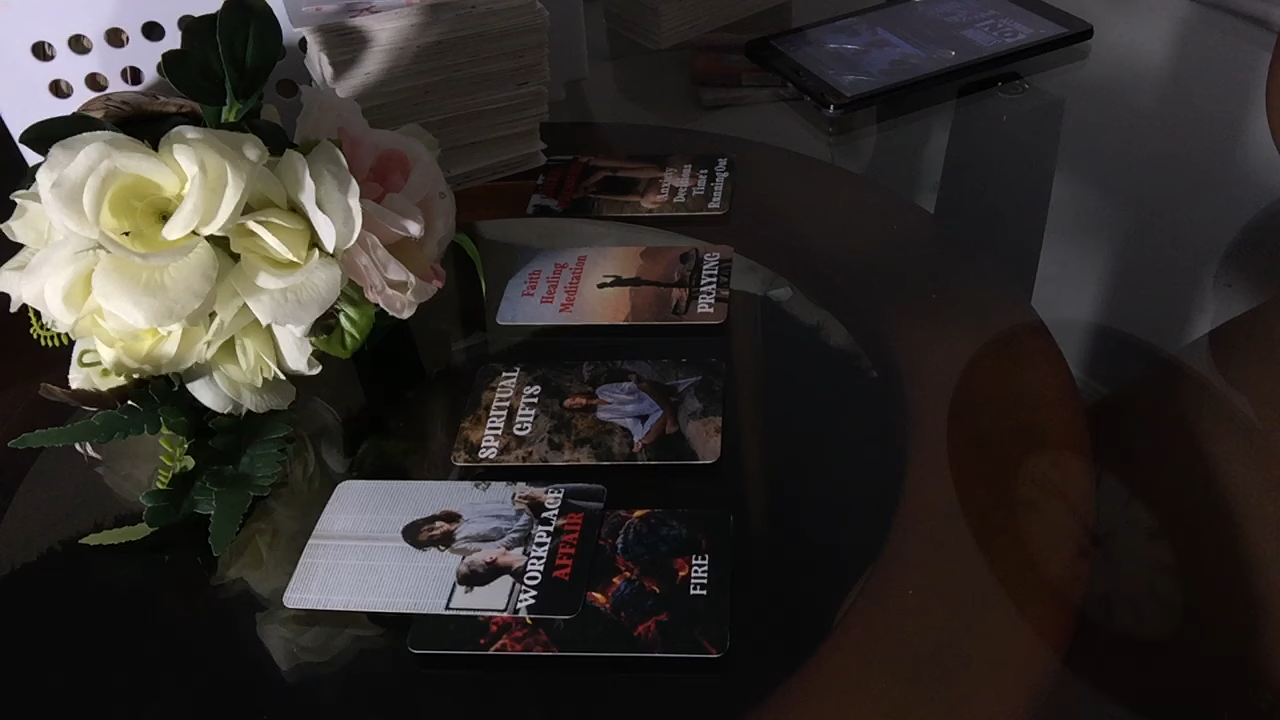 Anxiety
Decisions
Time's
Running Out
Faith
Healing
Meditation
PRAYING
SPIRITUAL
GIFTS
WORKPLACE
AFFAIR
FIRE